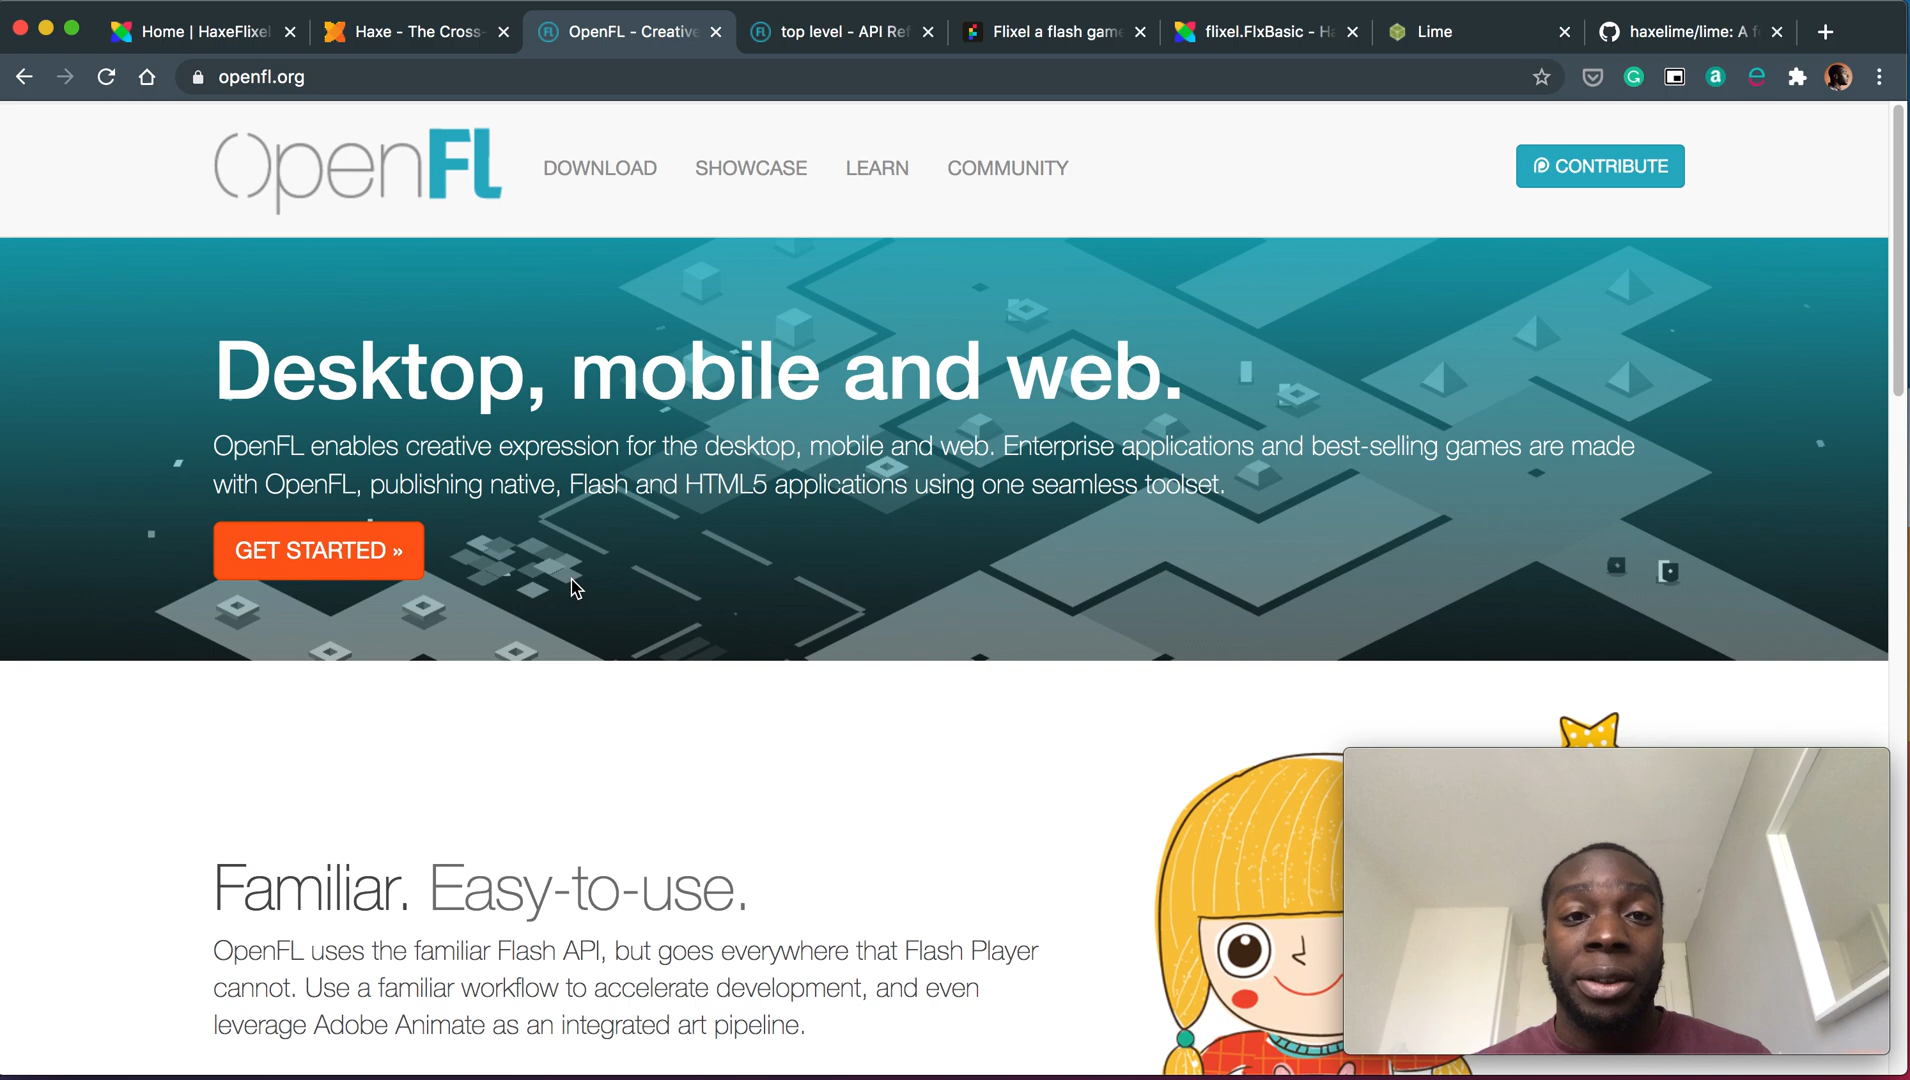 Home | HaxeFlixel
Haxe - The Cross-
OpenFL - Creative
top level - API Ref
Flixel a flash game
flixel.FlxBasic - Ha
Lime
haxelime/lime: A f
openfl.org
OpenFL
DOWNLOAD
SHOWCASE
LEARN
COMMUNITY
CONTRIBUTE
Desktop, mobile and web.
OpenFL enables creative expression for the desktop, mobile and web. Enterprise applications and best-selling games are made
with OpenFL, publishing native, Flash and HTML5 applications using one seamless toolset.
GET STARTED »
Familiar. Easy-to-use.
OpenFL uses the familiar Flash API, but goes everywhere that Flash Player
cannot. Use a familiar workflow to accelerate development, and even
leverage Adobe Animate as an integrated art pipeline.